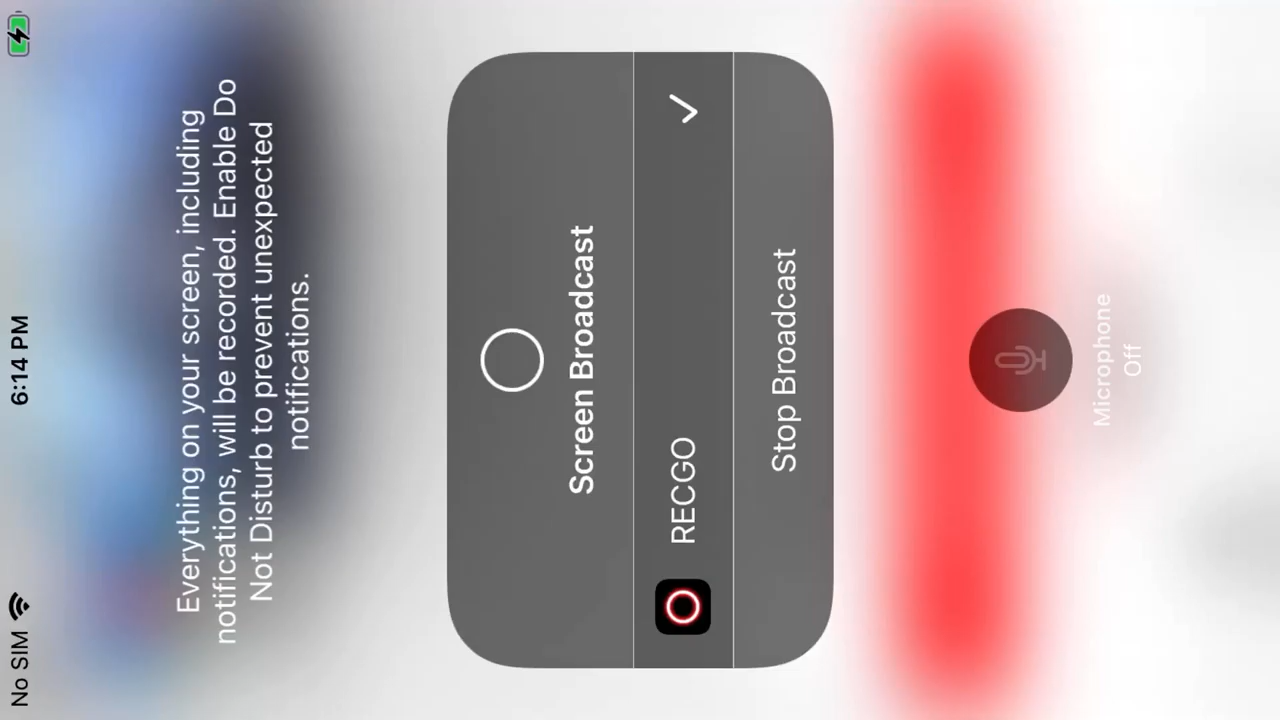 No SIM 6:14 PM
Everything on your screen, including
notifications, will be recorded. Enable Do
Not Disturb to prevent unexpected
notifications.
Screen Broadcast
RECGO
Stop Broadcast
Microphone
Off